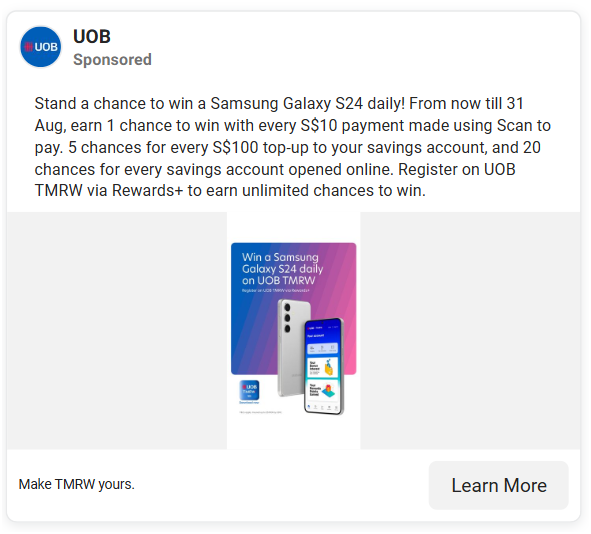 UOB
UOB
Sponsored
Stand a chance to win a Samsung Galaxy S24 daily! From now till 31
Aug, earn 1 chance to win with every S$10 payment made using Scan to
pay. 5 chances for every S$100 top-up to your savings account, and 20
chances for every savings account opened online. Register on UOB
TMRW via Rewards+ to earn unlimited chances to win.
Win a Samsung
Galaxy S24 daily
on UOB TMRW
Register on UOB TMRW via Rewards+
Your account
UOB
TMRW
Make TMRW yours.
Learn More